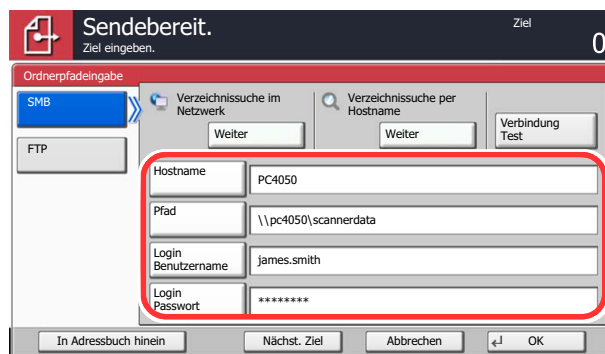 Sendebereit.
Ziel
Ziel eingeben.
0
Ordnerpfadeingabe
SMB
FTP
Verzeichnissuche im
Netzwerk
Weiter
Verzeichnissuche per
Hostname
Weiter
Verbindung
Test
Hostname
PC4050
Pfad
\\pc4050\scannerdata
Login
Benutzername
james.smith
Login
Passwort
********
In Adressbuch hinein
Nächst. Ziel
Abbrechen
OK